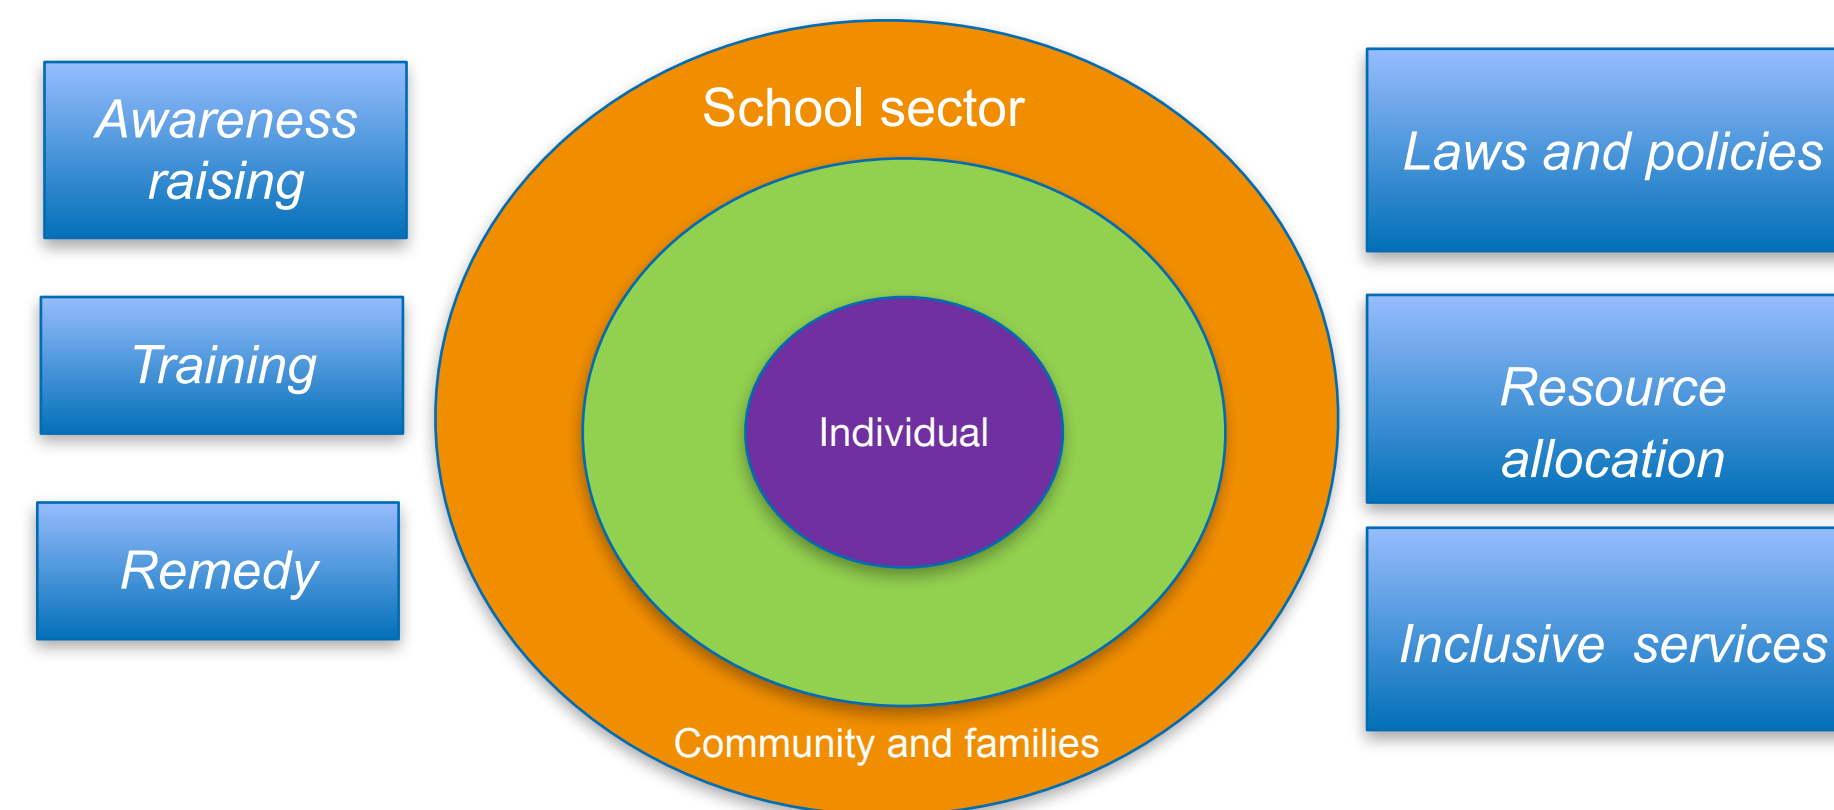 Awareness
raising
Training
Remedy
School sector
Individual
Community and families
Laws and policies
Resource
allocation
Inclusive  services